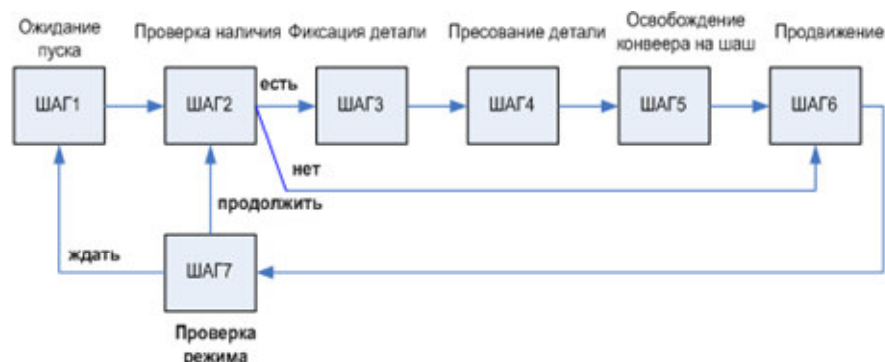 Ожидание
пуска
Проверка наличия
Фиксация детали
Пресование детали
Освобождение
конвеера на шаш
Продвижение
ШАГ1
ШАГ2
есть
ШАГ3
ШАГ4
ШАГ5
ШАГ6
нет
продолжить
ждать
ШАГ7
Проверка
режима